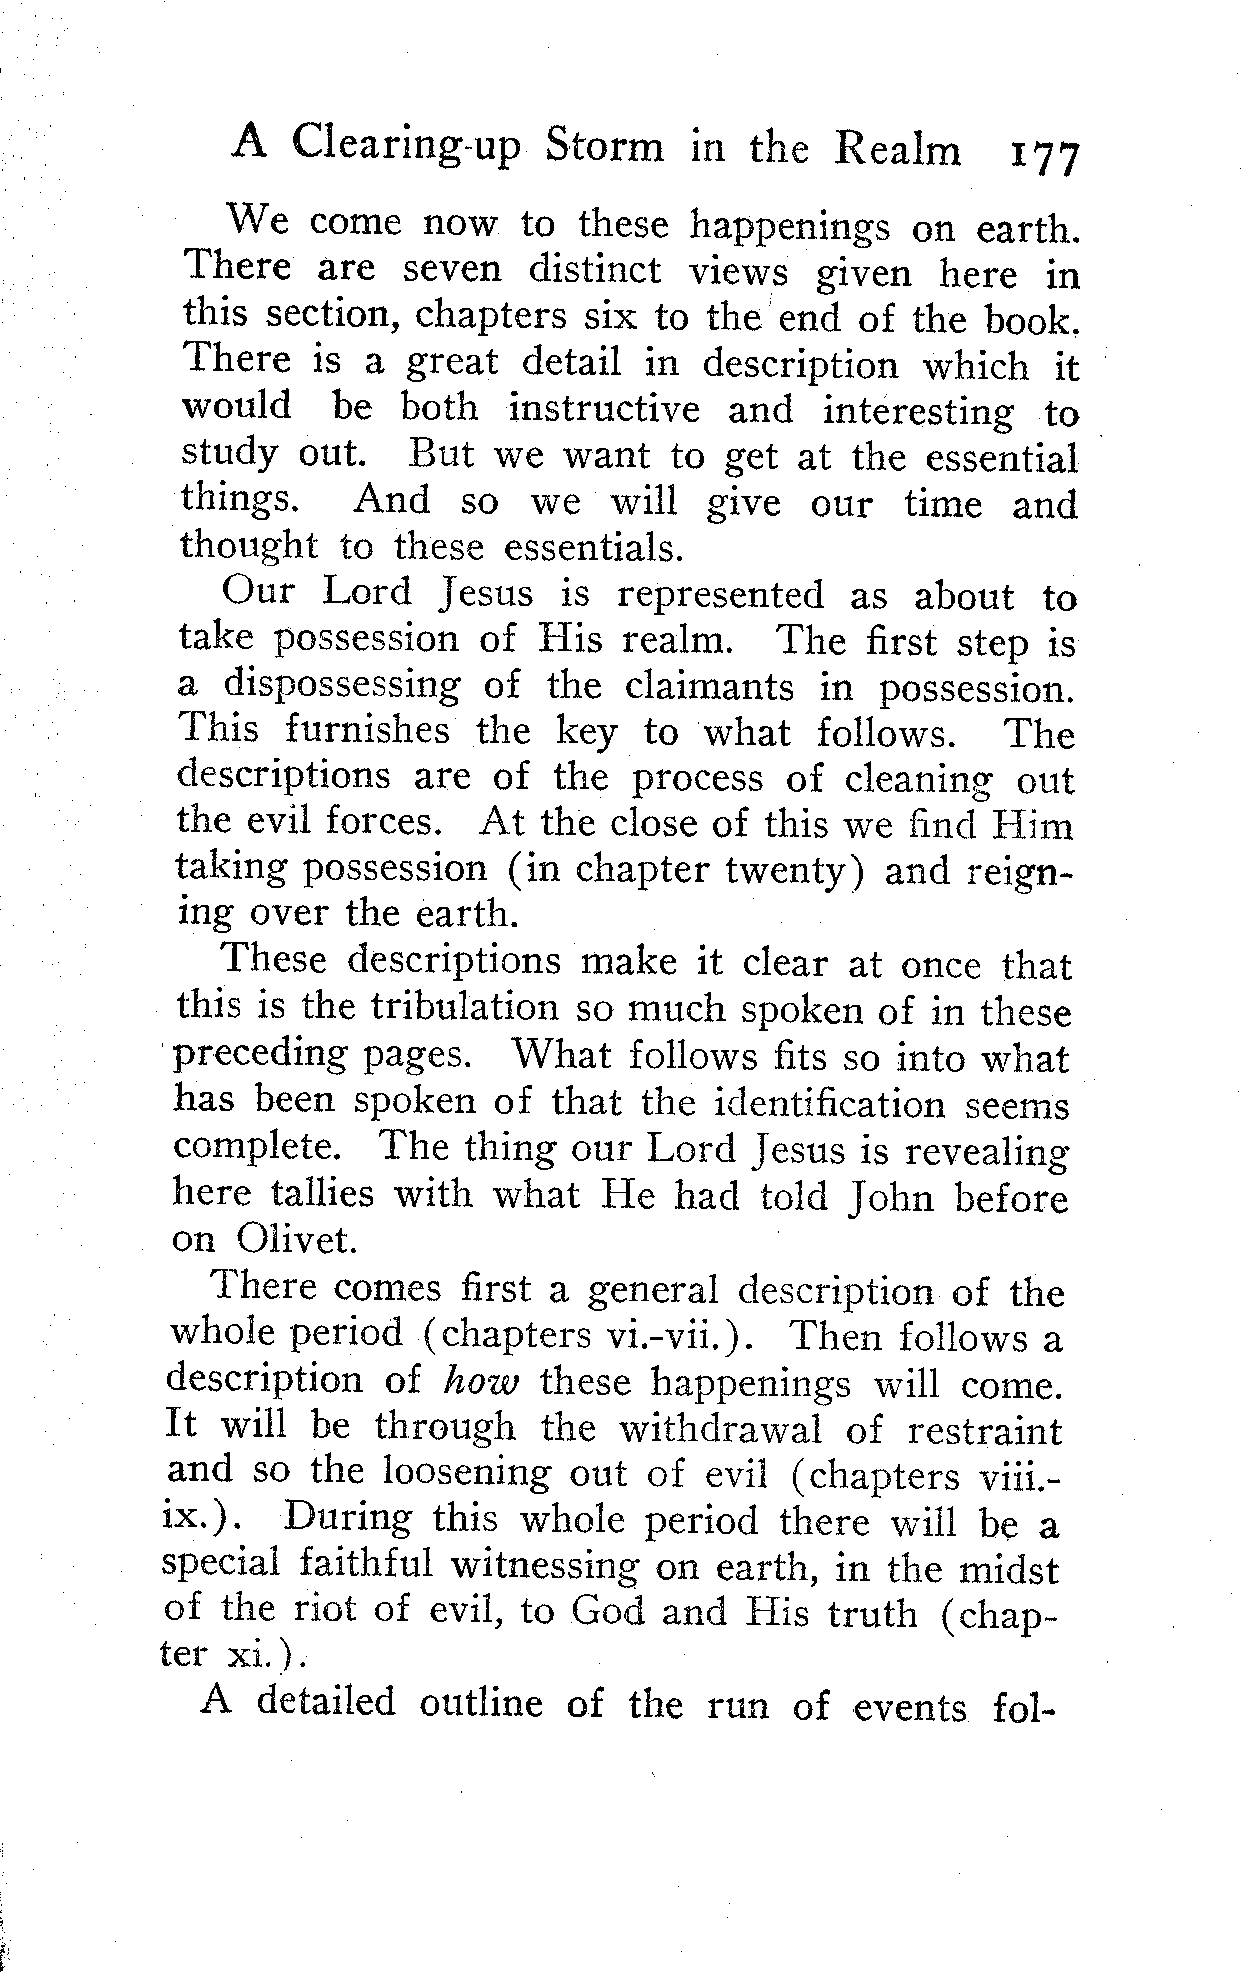 A Clearing-up Storm in the Realm 177
We come now to these happenings on earth.
There are seven distinct views given here in
this section, chapters six to the end of the book.
There is a great detail in description which it
would be both instructive and interesting to
study out. But we want to get at the essential
things. And so we will give our time and
thought to these essentials.
Our Lord Jesus is represented as about to
take possession of His realm. The first step is
a dispossessing of the claimants in possession.
This furnishes the key to what follows. The
descriptions are of the process of cleaning out
the evil forces. At the close of this we find Him
taking possession (in chapter twenty) and reign-
ing over the earth.
These descriptions make it clear at once that
this is the tribulation so much spoken of in these
preceding pages. What follows fits so into what
has been spoken of that the identification seems
complete. The thing our Lord Jesus is revealing
here tallies with what He had told John before
on Olivet.
There comes first a general description of the
whole period (chapters vi.-vii.). Then follows a
description of how these happenings will come.
It will be through the withdrawal of restraint
and so the loosening out of evil (chapters viii.-
ix.). During this whole period there will be a
special faithful witnessing on earth, in the midst
of the riot of evil, to God and His truth (chap-
ter xi.).
A detailed outline of the run of events fol-